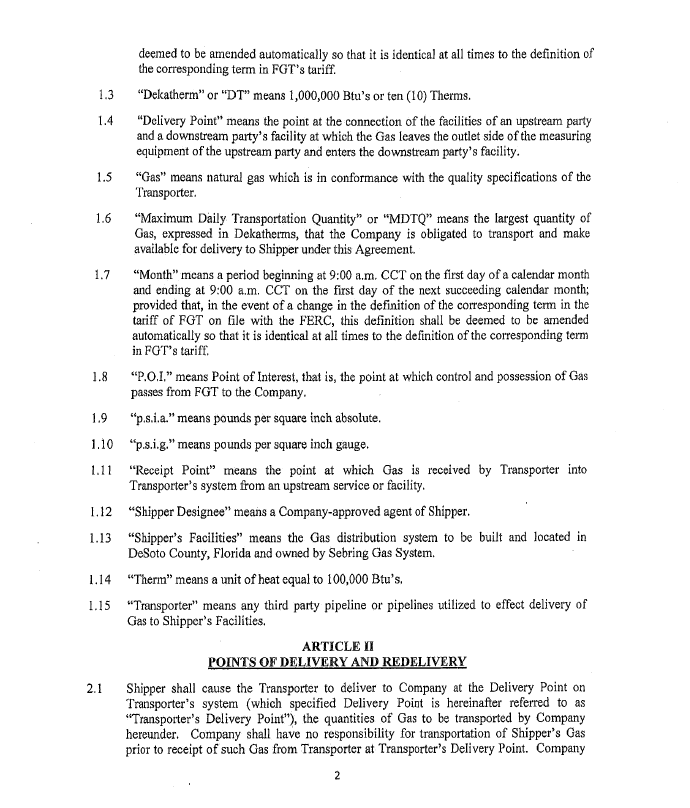 deemed to be amended automatically so that it is identical at all times to the definition of
the corresponding term in FGT's tariff.
1.3 “Dekatherm” or “DT” means 1,000,000 Btu's or ten (10) Therms.
1.4 “Delivery Point” means the point at the connection of the facilities of an upstream party
and a downstream party's facility at which the Gas leaves the outlet side of the measuring
equipment of the upstream party and enters the downstream party's facility.
1.5 “Gas” means natural gas which is in conformance with the quality specifications of the
Transporter.
1.6 “Maximum Daily Transportation Quantity” or “MDTQ” means the largest quantity of
Gas, expressed in Dekatherms, that the Company is obligated to transport and make
available for delivery to Shipper under this Agreement.
1.7 “Month” means a period beginning at 9:00 a.m. CCT on the first day of a calendar month
and ending at 9:00 a.m. CCT on the first day of the next succeeding calendar month;
provided that, in the event of a change in the definition of the corresponding term in the
tariff of FGT on file with the FERC, this definition shall be deemed to be amended
automatically so that it is identical at all times to the definition of the corresponding term
in FGT's tariff.
1.8 “P.O.I.” means Point of Interest, that is, the point at which control and possession of Gas
passes from FGT to the Company.
1.9 “p.s.i.a.” means pounds per square inch absolute.
1.10 “p.s.i.g.” means pounds per square inch gauge.
1.11 “Receipt Point” means the point at which Gas is received by Transporter into
Transporter's system from an upstream service or facility.
1.12 “Shipper Designee” means a Company-approved agent of Shipper.
1.13 “Shipper's Facilities” means the Gas distribution system to be built and located in
DeSoto County, Florida and owned by Sebring Gas System.
1.14 “Therm” means a unit of heat equal to 100,000 Btu's.
1.15 “Transporter” means any third party pipeline or pipelines utilized to effect delivery of
Gas to Shipper's Facilities.
ARTICLE II
POINTS OF DELIVERY AND REDELIVERY
2.1 Shipper shall cause the Transporter to deliver to Company at the Delivery Point on
Transporter's system (which specified Delivery Point is hereinafter referred to as
“Transporter's Delivery Point”), the quantities of Gas to be transported by Company
hereunder. Company shall have no responsibility for transportation of Shipper's Gas
prior to receipt of such Gas from Transporter at Transporter's Delivery Point. Company
2